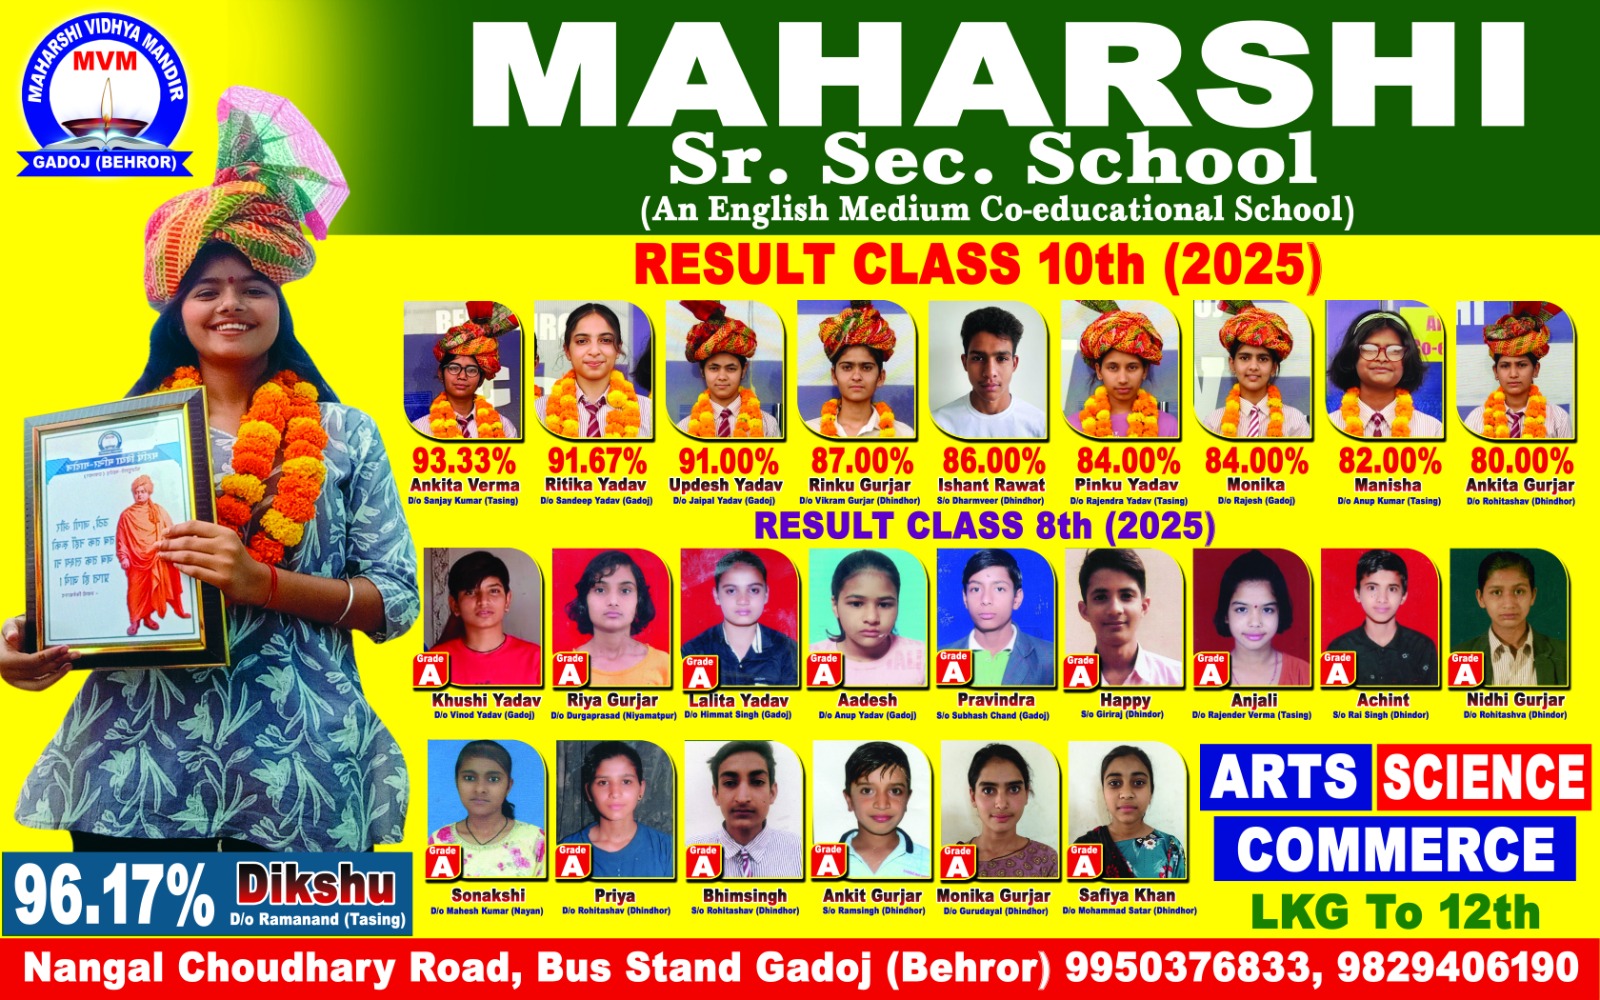 MAHARSHI VIDHYA MANDIR
MVM
GADOJ (BEHROR)
MAHARSHI
Sr. Sec. School
(An English Medium Co-educational School)
RESULT CLASS 10th (2025)
93.33% 91.67% 91.00% 87.00% 86.00% 84.00% 84.00% 82.00% 80.00%
Ankita Verma Ritika Yadav Updesh Yadav Rinku Gurjar Ishant Rawat Pinku Yadav Monika Manisha Ankita Gurjar
D/o Sanjay Kumar (Tasing) D/o Sandeep Yadav (Gadoj) D/o Jaipal Yadav (Gadoj) D/o Vikram Gurjar (Dhindhor) S/o Dharmveer (Dhindhor) D/o Rajendra Yadav (Tasing) D/o Rajesh (Gadoj) D/o Anup Kumar (Tasing) D/o Rohitashav (Dhindhor)
RESULT CLASS 8th (2025)
Grade A Grade A Grade A Grade A Grade A Grade A Grade A Grade A Grade A
Khushi Yadav Riya Gurjar Lalita Yadav Aadesh Pravindra Happy Anjali Achint Nidhi Gurjar
D/o Vinod Yadav (Gadoj) D/o Durgaprasad (Niyamatpur) D/o Himmat Singh (Gadoj) D/o Anup Yadav (Gadoj) S/o Subhash Chand (Gadoj) S/o Giriraj (Dhindor) D/o Rajender Verma (Tasing) S/o Rai Singh (Dhindor) D/o Rohitashva (Dhindor)
Grade A Grade A Grade A Grade A Grade A Grade A
Sonakshi Priya Bhimsingh Ankit Gurjar Monika Gurjar Safiya Khan
D/o Mahesh Kumar (Nayan) D/o Rohitashav (Dhindhor) S/o Rohitashav (Dhindhor) S/o Ramsingh (Dhindhor) D/o Gurudayal (Dhindhor) D/o Mohammad Satar (Dhindhor)
ARTS SCIENCE
COMMERCE
LKG To 12th
96.17% Dikshu
D/o Ramanand (Tasing)
Nangal Choudhary Road, Bus Stand Gadoj (Behror) 9950376833, 9829406190